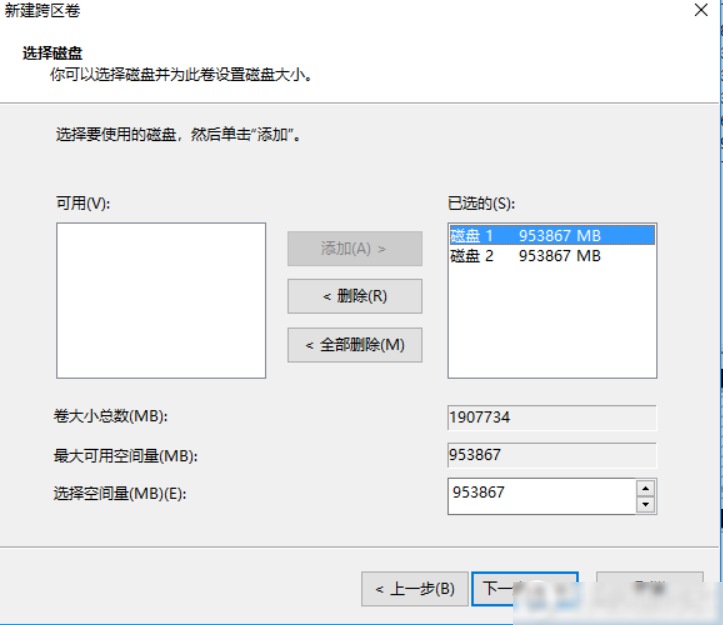 新建跨区卷
选择磁盘
你可以选择磁盘并为此卷设置磁盘大小。
选择要使用的磁盘，然后单击“添加”。
可用(V):
已选的(S):
添加(A) >
< 删除(R)
< 全部删除(M)
磁盘 1 953867 MB
磁盘 2 953867 MB
卷大小总数(MB): 1907734
最大可用空间量(MB): 953867
选择空间量(MB)(E): 953867
< 上一步(B)
下一